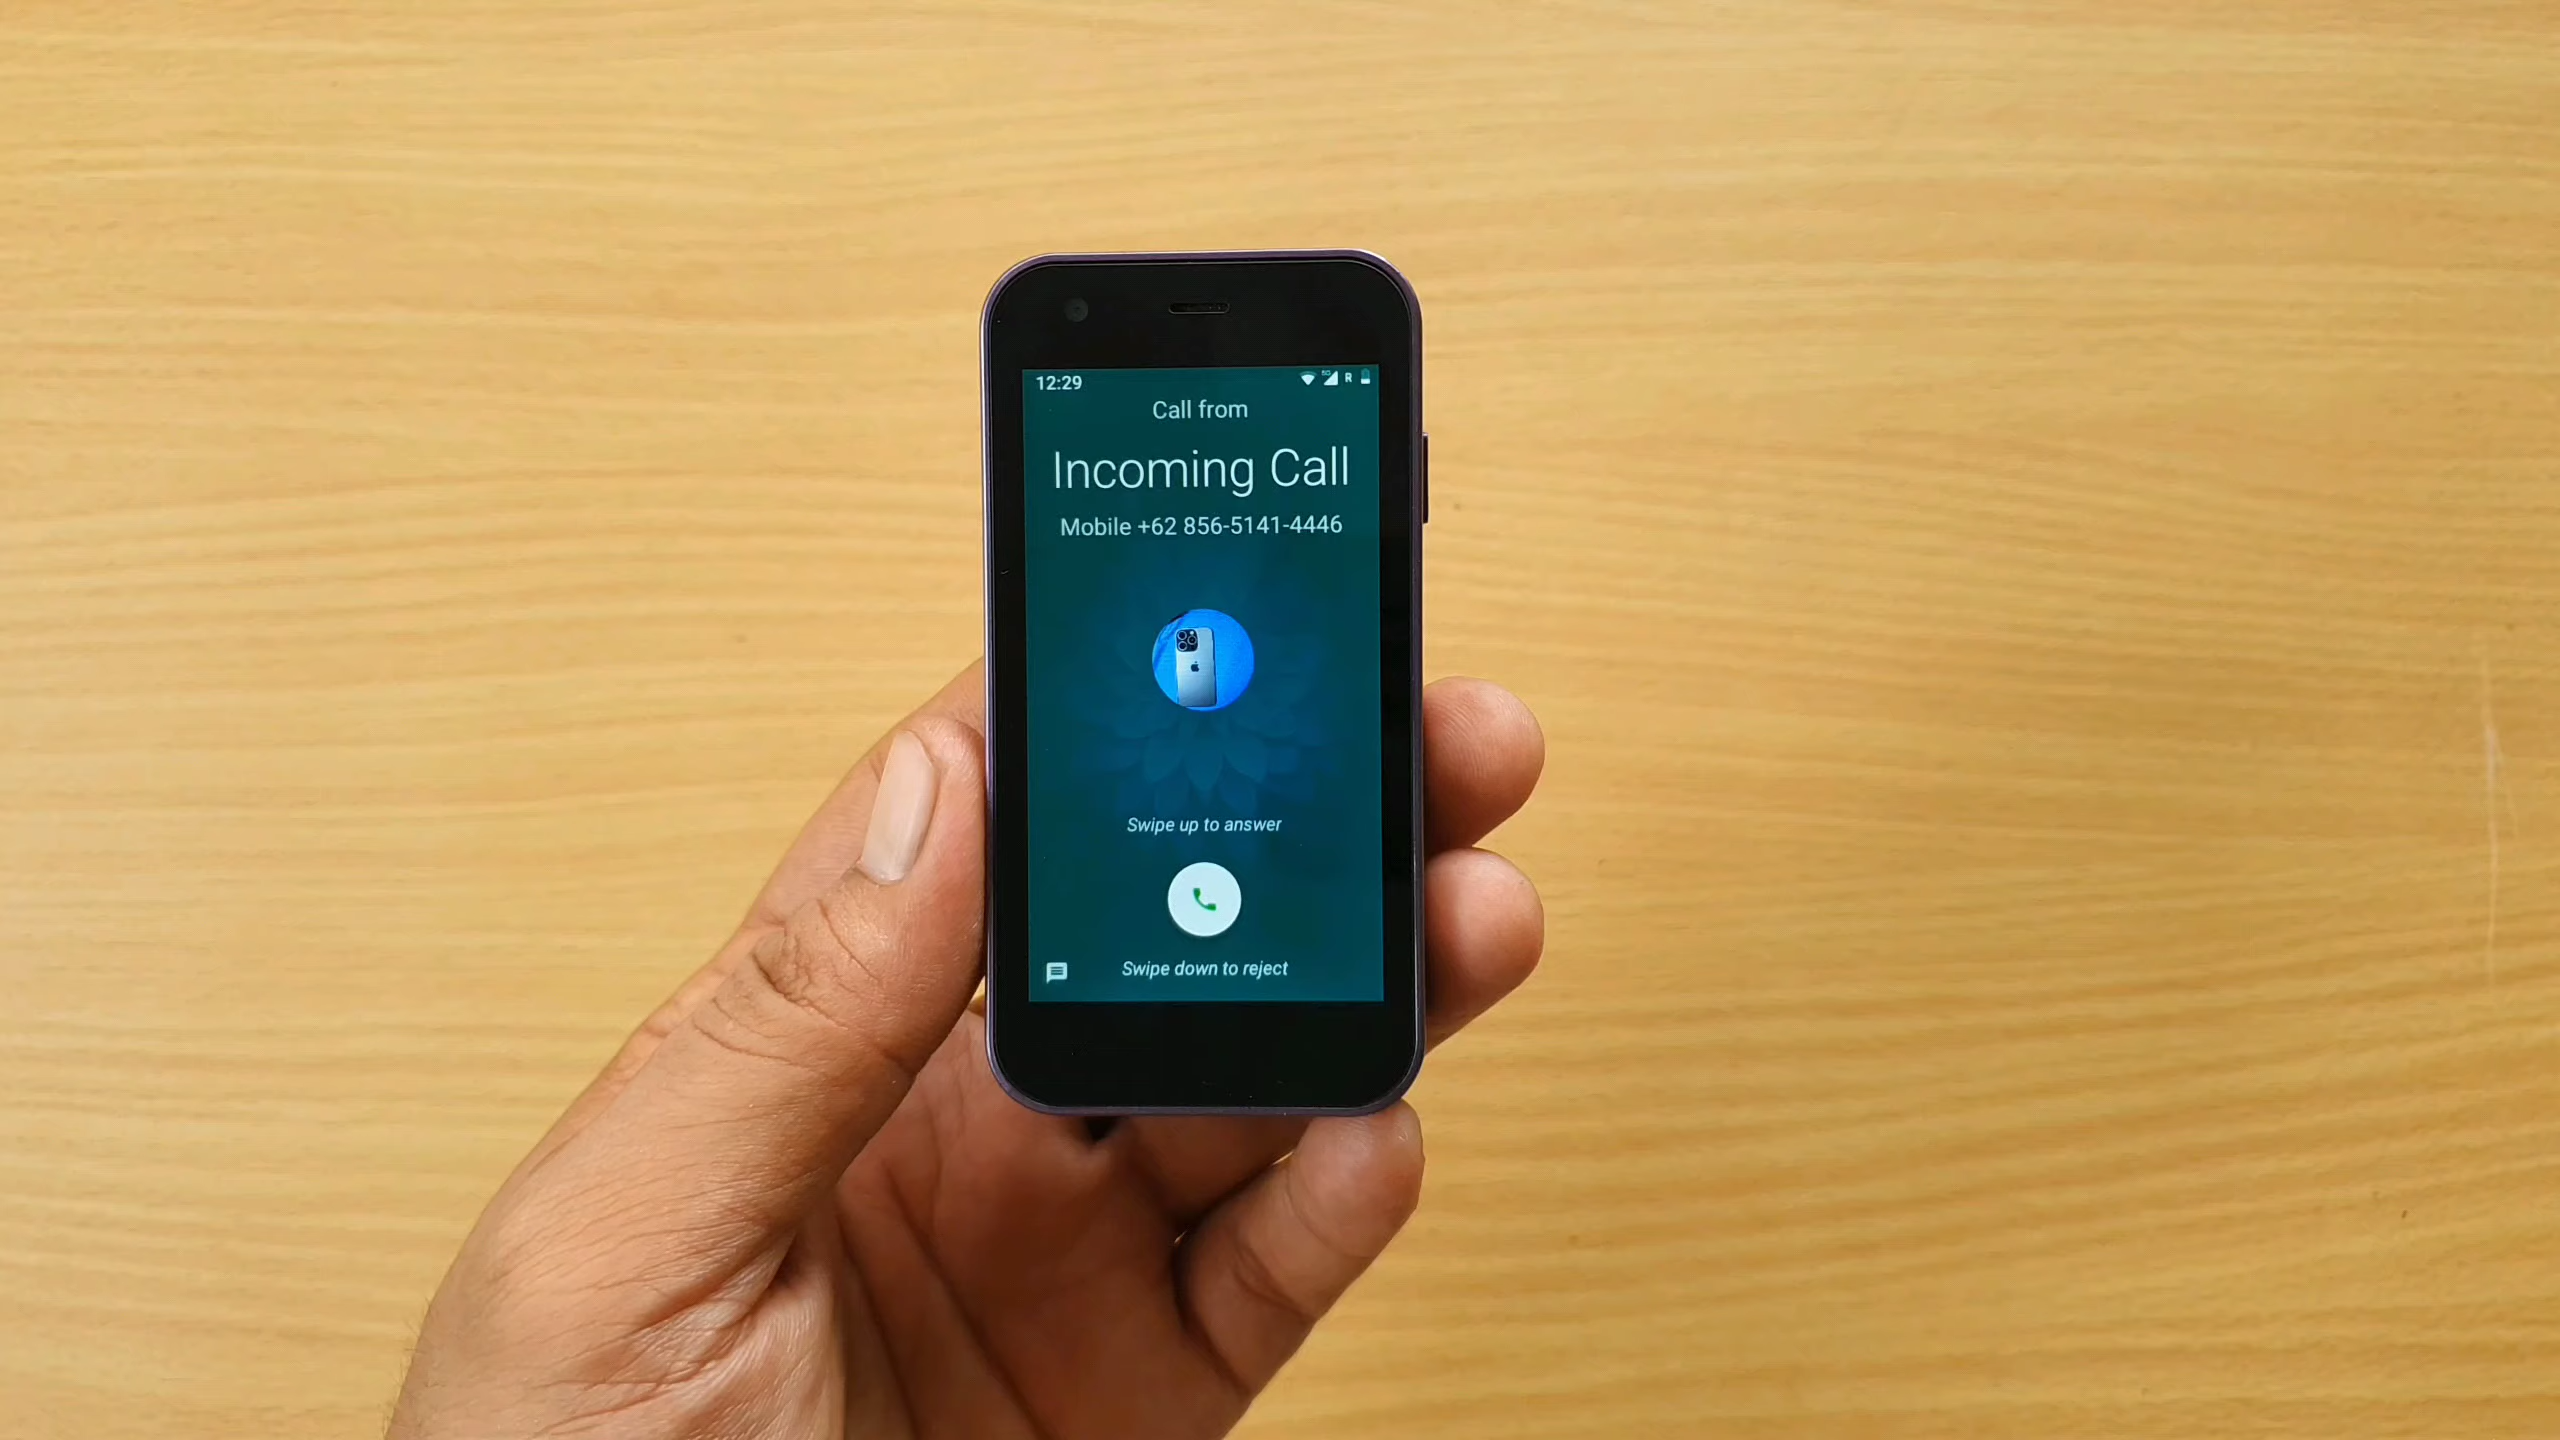 12:29 5G R
Call from
Incoming Call
Mobile +62 856-5141-4446
Swipe up to answer
Swipe down to reject